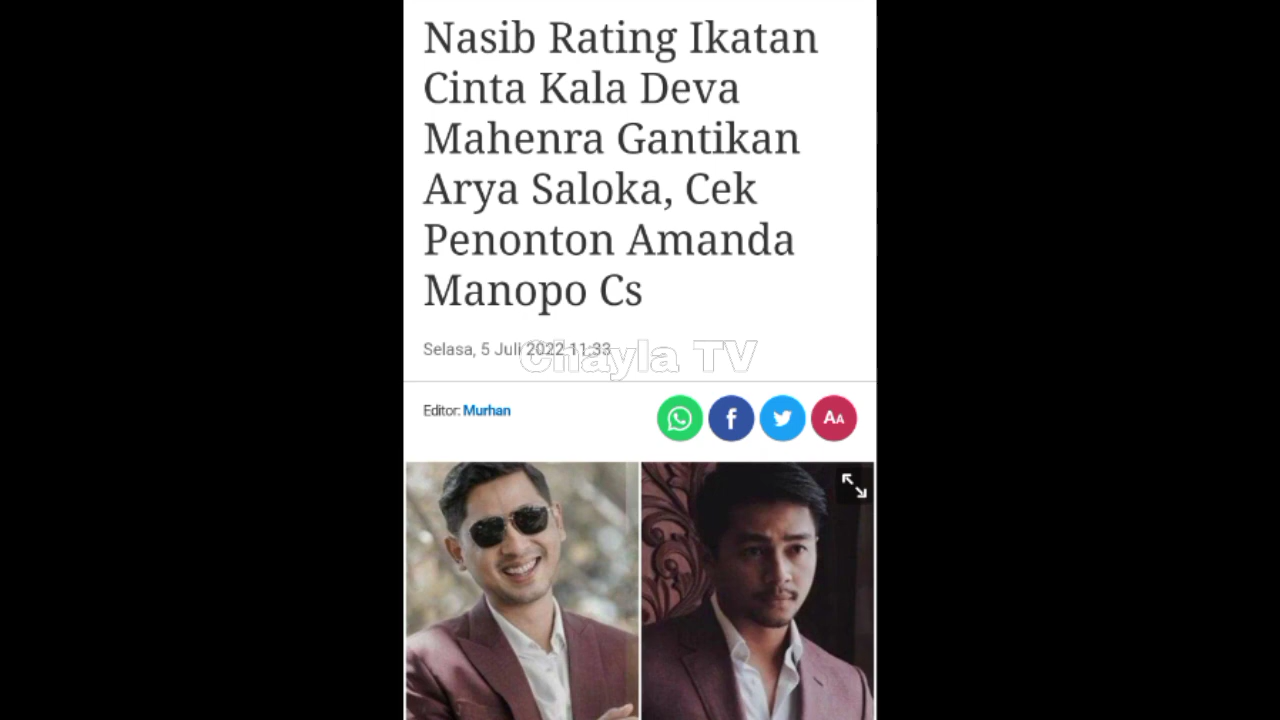 Nasib Rating Ikatan
Cinta Kala Deva
Mahenra Gantikan
Arya Saloka, Cek
Penonton Amanda
Manopo Cs
Selasa, 5 Juli 2022 11:33
Chayla TV
Editor: Murhan
AA